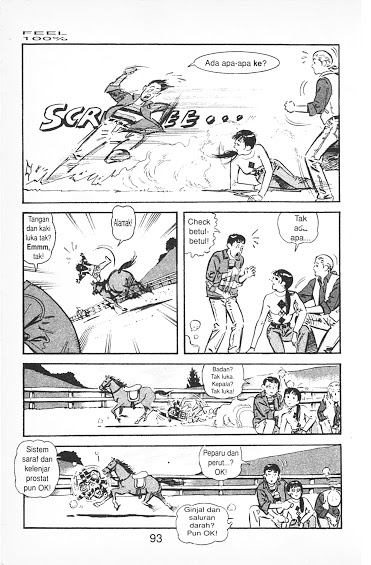 FEEL
100%
Ada apa-apa ke?
SCREEE...
Tangan
dan kaki
luka tak?
Emmm,
tak!
Alamak!
Check
betul-
betul!
Tak
ada
apa...
Badan?
Tak luka.
Kepala?
Tak luka!
Sistem
saraf dan
kelenjar
prostat
pun OK!
Peparu dan
perut...?
OK!
Ginjal dan
saluran
darah?
Pun OK!
93